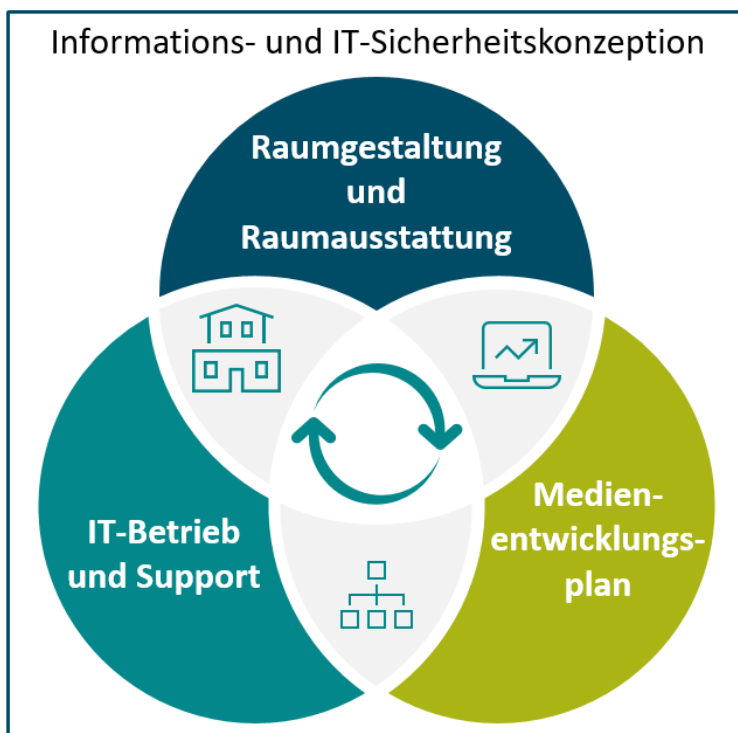 Informations- und IT-Sicherheitskonzeption
Raumgestaltung
und
Raumausstattung
IT-Betrieb
und Support
Medien-
entwicklungs-
plan